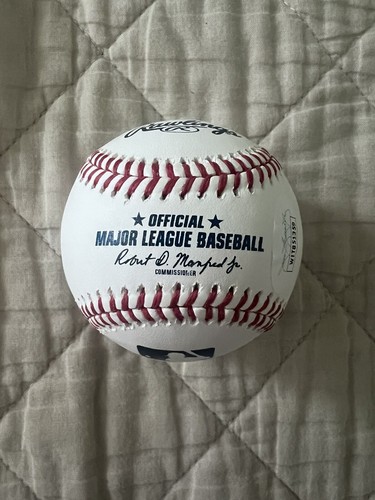 Rawlings
OFFICIAL
MAJOR LEAGUE BASEBALL
Robert D. Manfred Jr.
COMMISSIONER